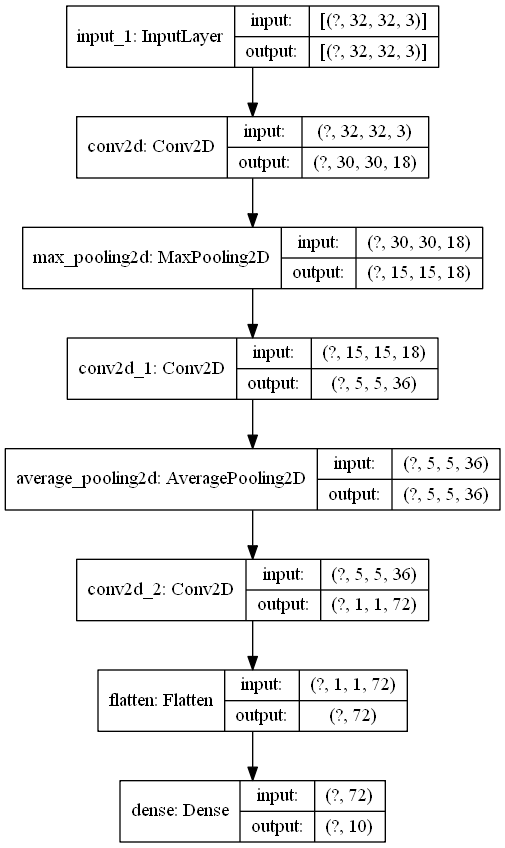 input_1: InputLayer
input: [(?, 32, 32, 3)]
output: [(?, 32, 32, 3)]
conv2d: Conv2D
input: (?, 32, 32, 3)
output: (?, 30, 30, 18)
max_pooling2d: MaxPooling2D
input: (?, 30, 30, 18)
output: (?, 15, 15, 18)
conv2d_1: Conv2D
input: (?, 15, 15, 18)
output: (?, 5, 5, 36)
average_pooling2d: AveragePooling2D
input: (?, 5, 5, 36)
output: (?, 5, 5, 36)
conv2d_2: Conv2D
input: (?, 5, 5, 36)
output: (?, 1, 1, 72)
flatten: Flatten
input: (?, 1, 1, 72)
output: (?, 72)
dense: Dense
input: (?, 72)
output: (?, 10)